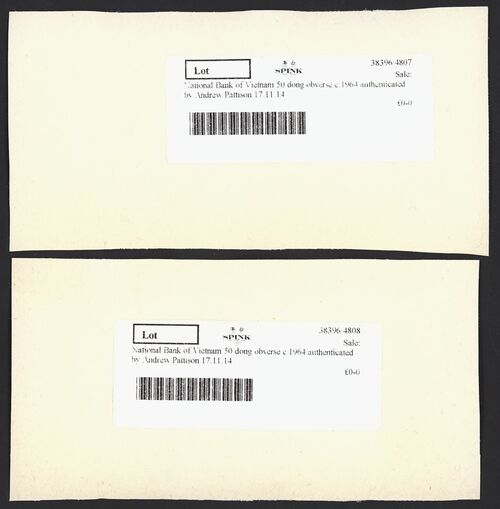 Lot
SPINK
38396 4807
Sale:
National Bank of Vietnam 50 dong obverse c.1964 authenticated
by Andrew Pattison 17.11.14
£0-0
Lot
SPINK
38396 4808
Sale:
National Bank of Vietnam 50 dong obverse c.1964 authenticated
by Andrew Pattison 17.11.14
£0-0